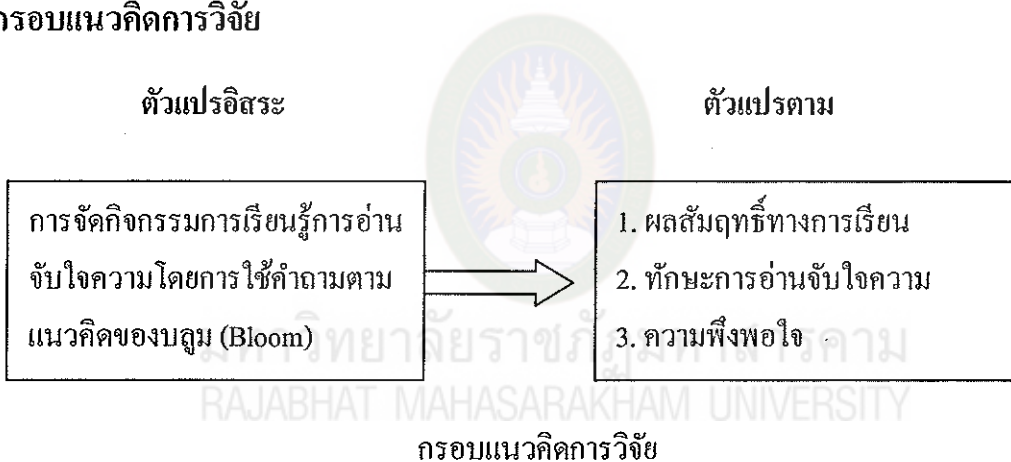 กรอบแนวคิดการวิจัย
ตัวแปรอิสระ
ตัวแปรตาม
การจัดกิจกรรมการเรียนรู้การอ่าน
จับใจความโดยการใช้คำถามตาม
แนวคิดของบลูม (Bloom)
1. ผลสัมฤทธิ์ทางการเรียน
2. ทักษะการอ่านจับใจความ
3. ความพึงพอใจ
มหาวิทยาลัยราชภัฏมหาสารคาม
RAJABHAT MAHASARAKHAM UNIVERSITY
กรอบแนวคิดการวิจัย